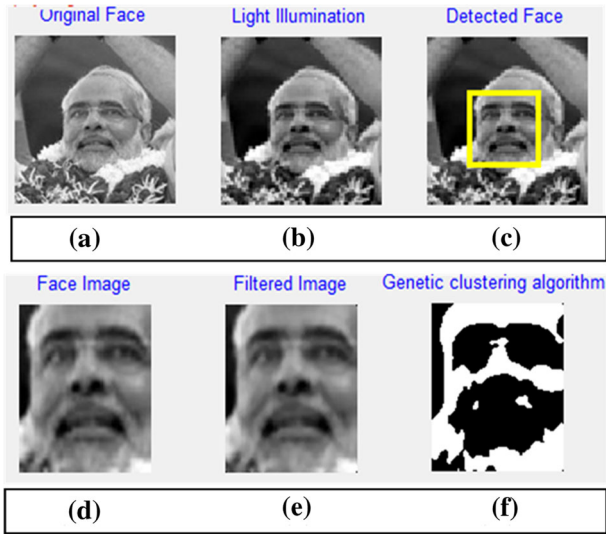 Original Face Light Illumination Detected Face
(a) (b) (c)
Face Image Filtered Image Genetic clustering algorithm
(d) (e) (f)